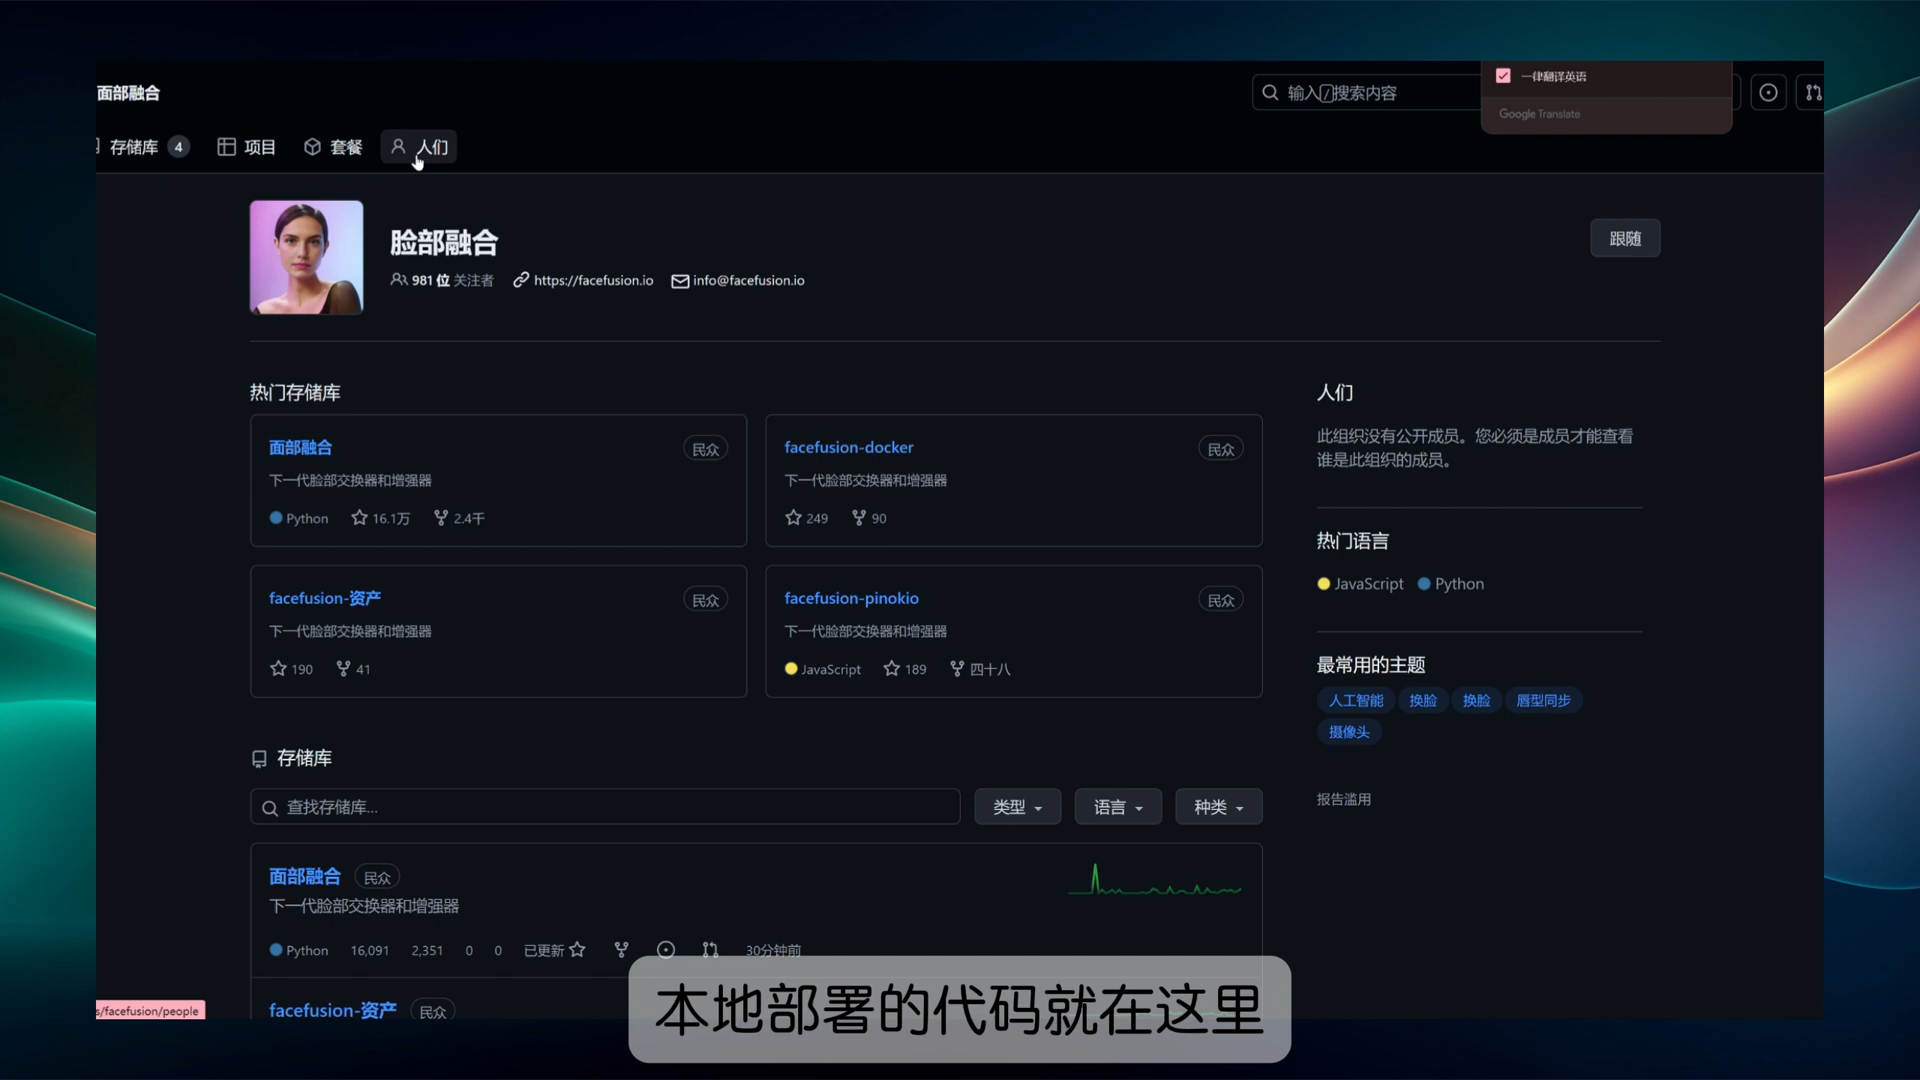 面部融合
输入/搜索内容
一律翻译英语
Google Translate
存储库 4
项目
套餐
人们
脸部融合
981 位 关注者
https://facefusion.io
info@facefusion.io
跟随
热门存储库
面部融合
民众
下一代脸部交换器和增强器
Python 16.1万 2.4千
facefusion-docker
民众
下一代脸部交换器和增强器
249 90
facefusion-资产
民众
下一代脸部交换器和增强器
190 41
facefusion-pinokio
民众
下一代脸部交换器和增强器
JavaScript 189 四十八
人们
此组织没有公开成员。您必须是成员才能查看
谁是此组织的成员。
热门语言
JavaScript Python
最常用的主题
人工智能 换脸 换脸 唇型同步
摄像头
报告滥用
存储库
查找存储库...
类型
语言
种类
面部融合 民众
下一代脸部交换器和增强器
Python 16,091 2,351 0 0 已更新 30分钟前
facefusion-资产 民众
s/facefusion/people
本地部署的代码就在这里